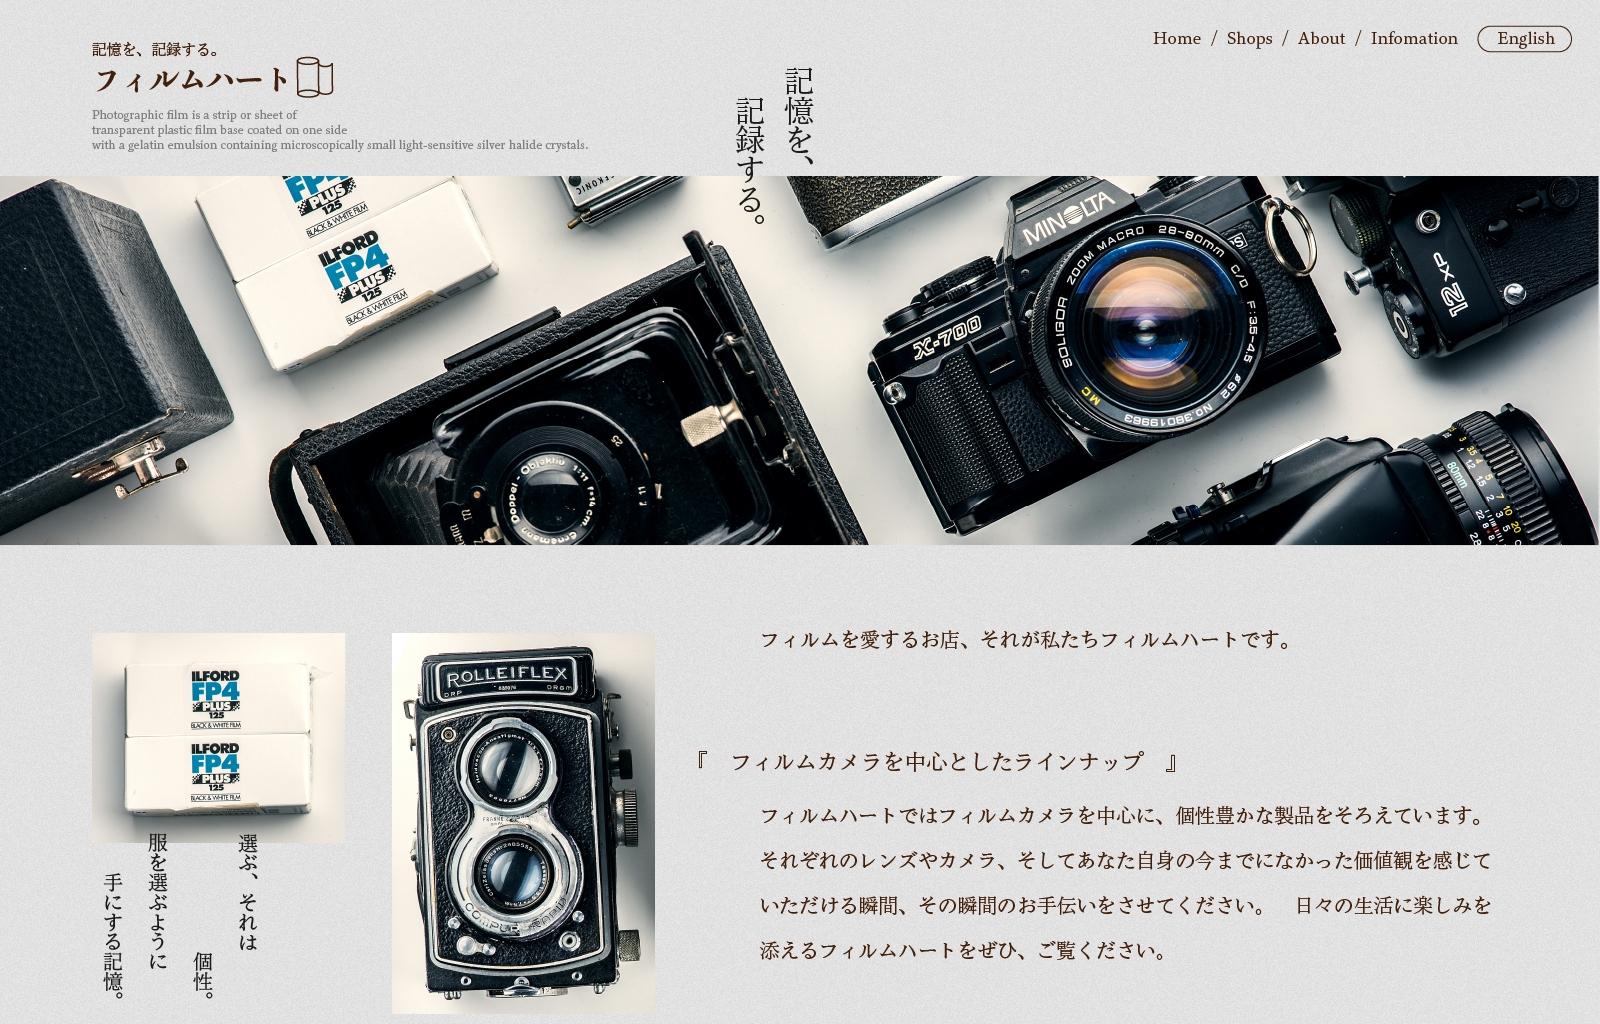 記憶を、記録する。
フィルムハート
Photographic film is a strip or sheet of
transparent plastic film base coated on one side
with a gelatin emulsion containing microscopically small light-sensitive silver halide crystals.
Home / Shops / About / Infomation
English
記憶を、
記録する。
ILFORD
FP4
PLUS
125
BLACK & WHITE FILM
FP4
PLUS
125
BLACK & WHITE FILM
MINOLTA
X-700
SOLIGOR ZOOM MACRO 28-80mm C/D F:3.5-4.5 ø62 No.38019963 MC
12 XP
80mm
フィルムを愛するお店、それが私たちフィルムハートです。
『 フィルムカメラを中心としたラインナップ 』
フィルムハートではフィルムカメラを中心に、個性豊かな製品をそろえています。
それぞれのレンズやカメラ、そしてあなた自身の今までになかった価値観を感じて
いただける瞬間、その瞬間のお手伝いをさせてください。 日々の生活に楽しみを
添えるフィルムハートをぜひ、ご覧ください。
ILFORD
FP4
PLUS
125
BLACK & WHITE FILM
ILFORD
FP4
PLUS
125
BLACK & WHITE FILM
選ぶ、それは
個性。
服を選ぶように
手にする記憶。
ROLLEIFLEX
DRP
DRGM